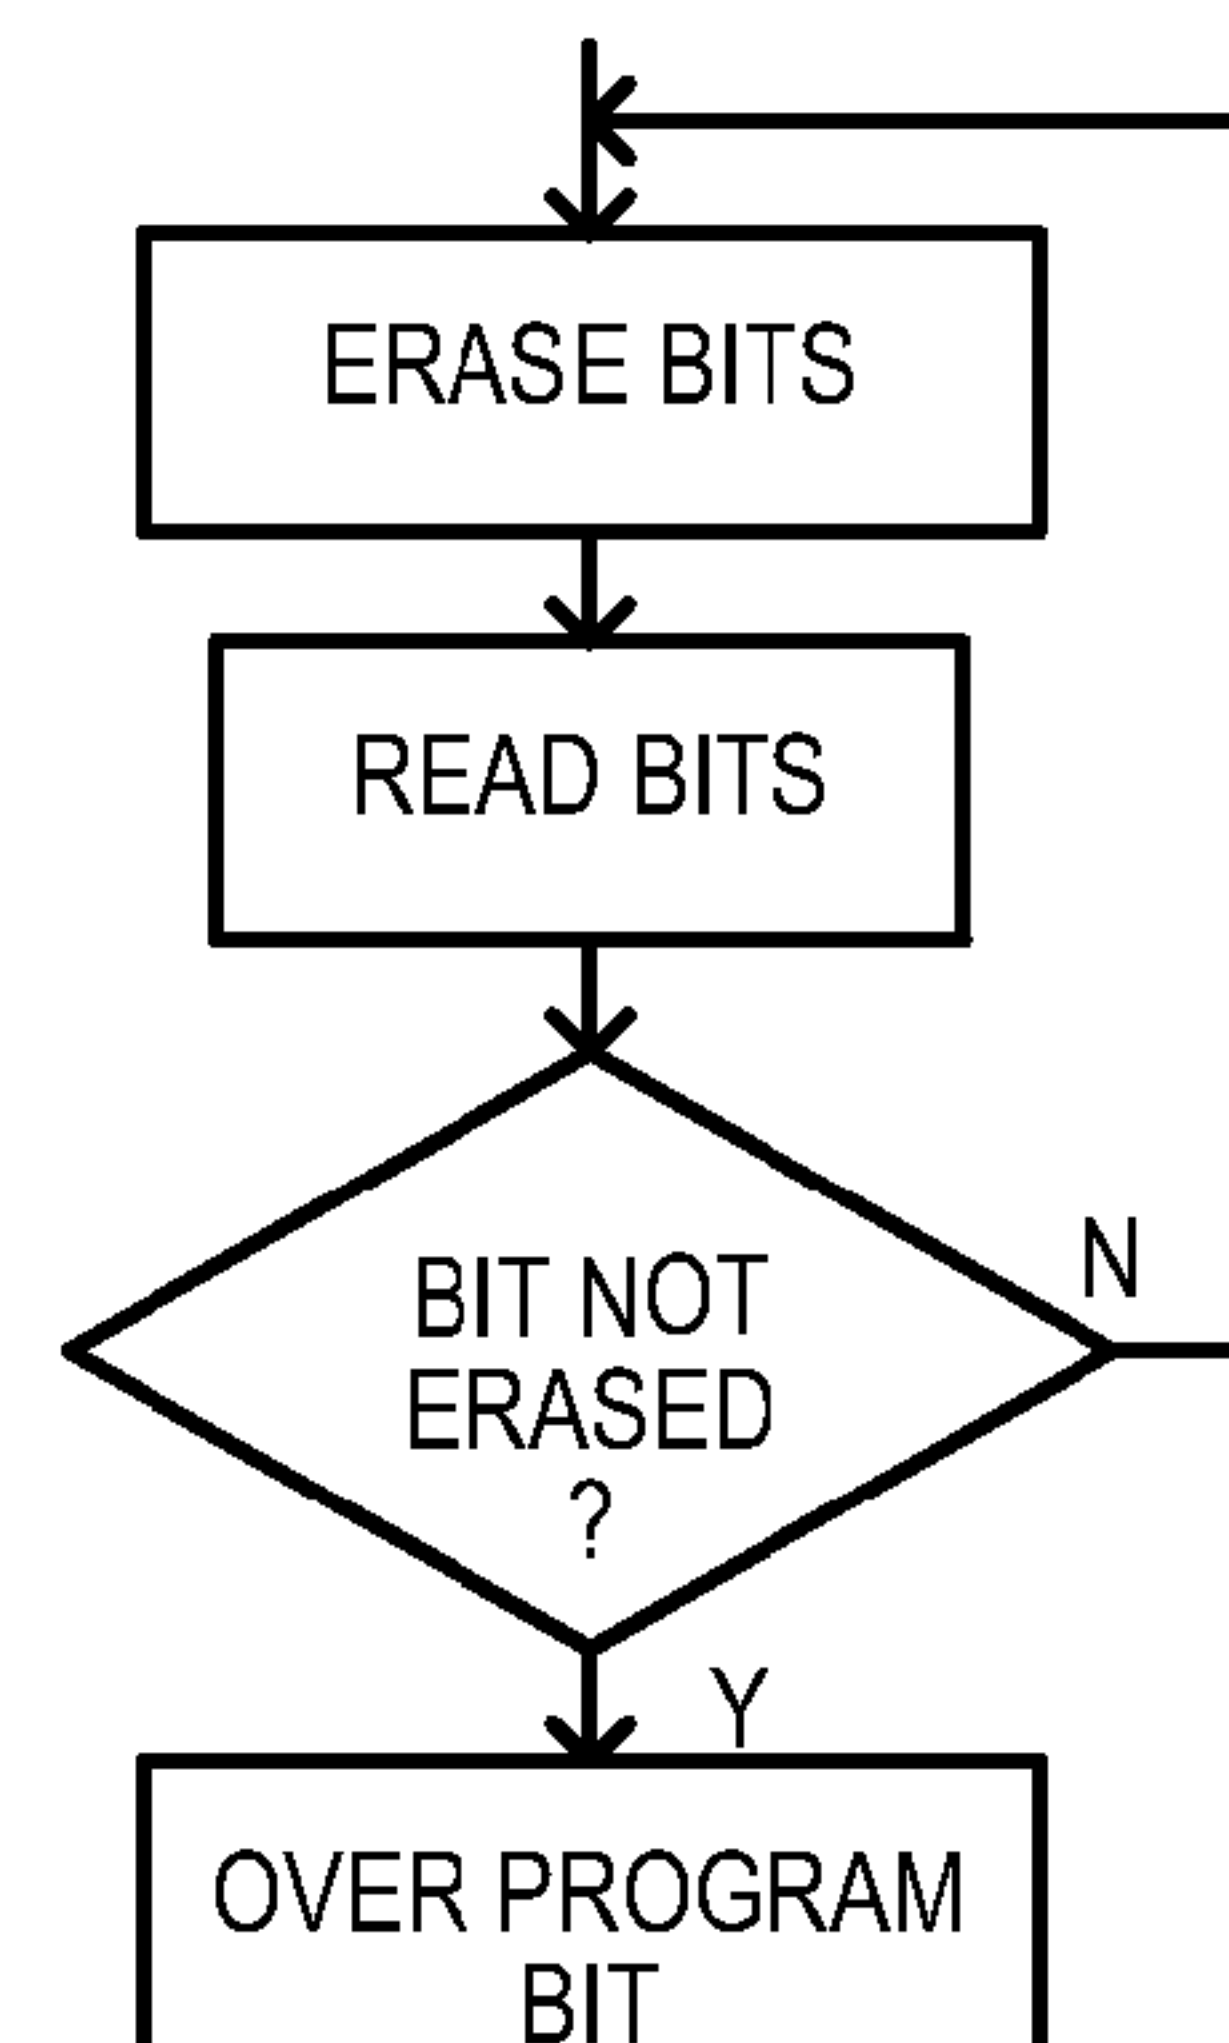 ERASE BITS
READ BITS
BIT NOT
ERASED
?
N
Y
OVER PROGRAM
BIT